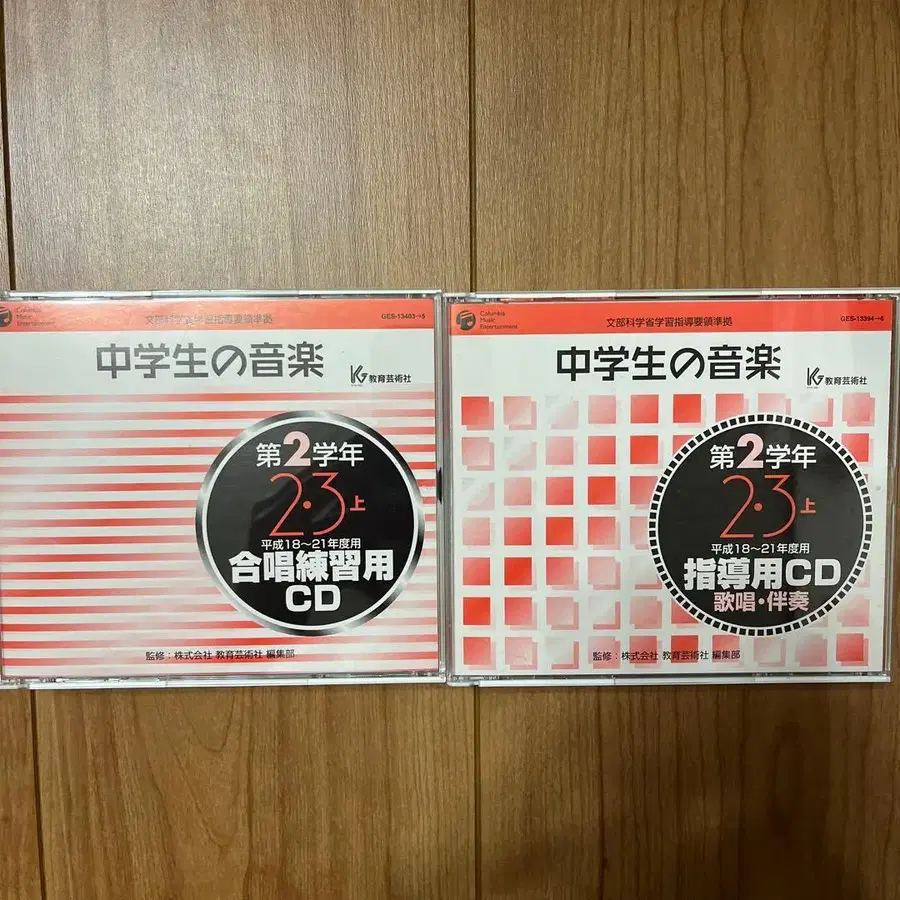 Columbia
Music
Entertainment
文部科学省学習指導要領準拠
GES-13403→5
中学生の音楽
KG 教育芸術社
第2学年
2・3上
平成18〜21年度用
合唱練習用
CD
監修：株式会社 教育芸術社 編集部
Columbia
Music
Entertainment
文部科学省学習指導要領準拠
GES-13394→6
中学生の音楽
KG 教育芸術社
第2学年
2・3上
平成18〜21年度用
指導用CD
歌唱・伴奏
監修：株式会社 教育芸術社 編集部